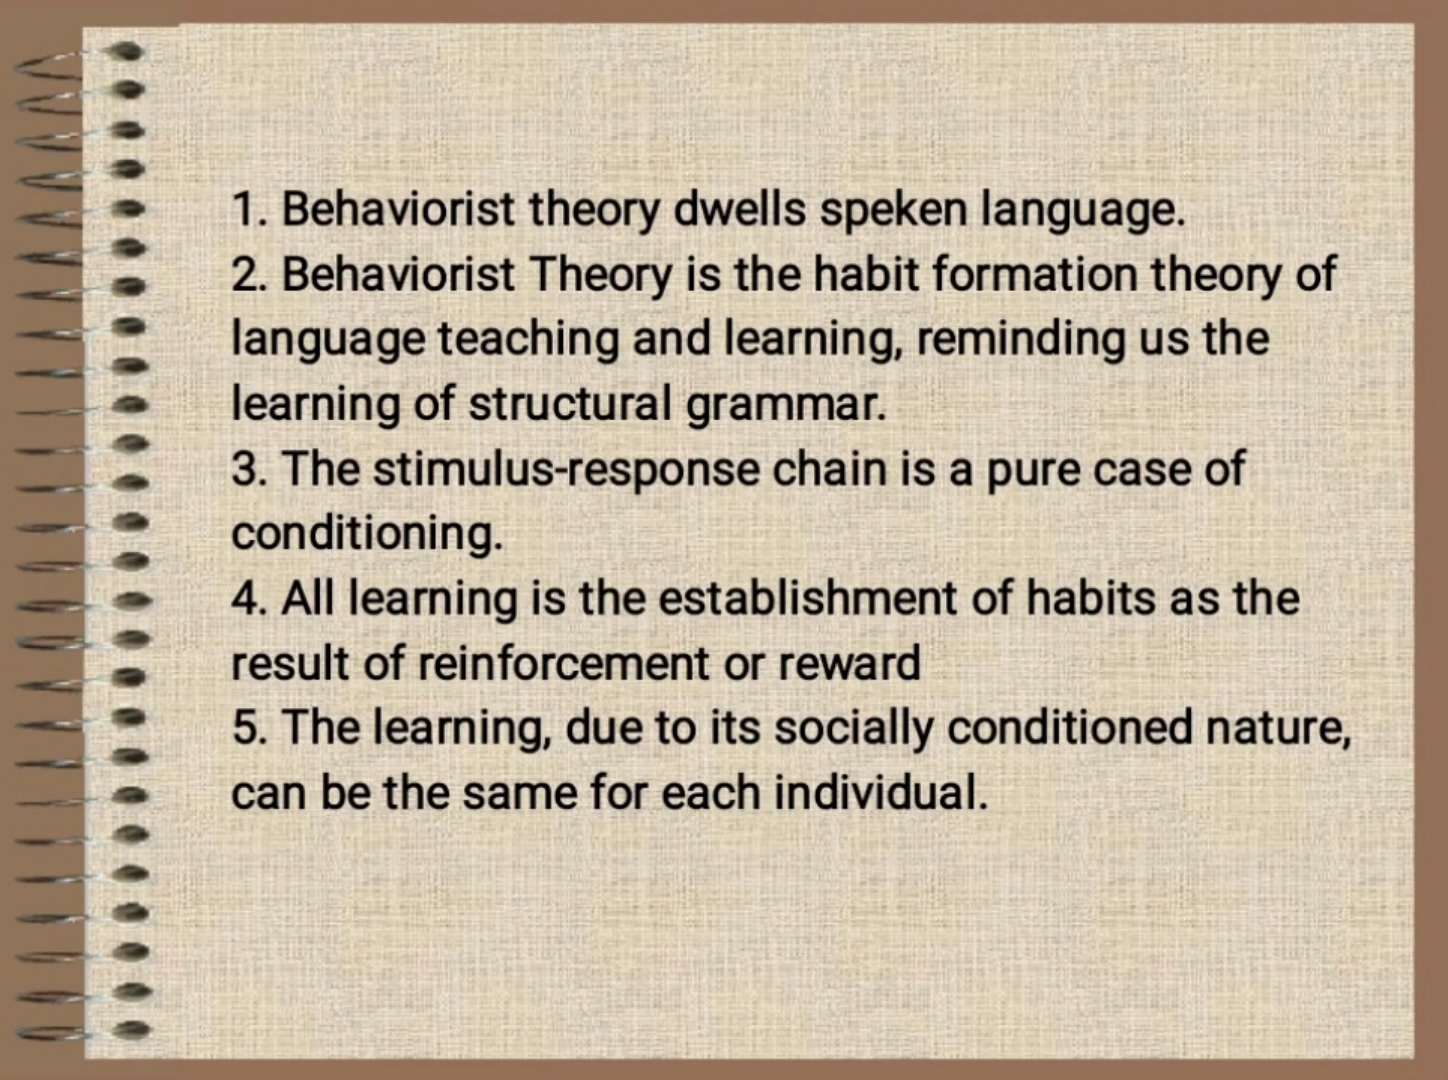 1. Behaviorist theory dwells speken language.
2. Behaviorist Theory is the habit formation theory of
language teaching and learning, reminding us the
learning of structural grammar.
3. The stimulus-response chain is a pure case of
conditioning.
4. All learning is the establishment of habits as the
result of reinforcement or reward
5. The learning, due to its socially conditioned nature,
can be the same for each individual.